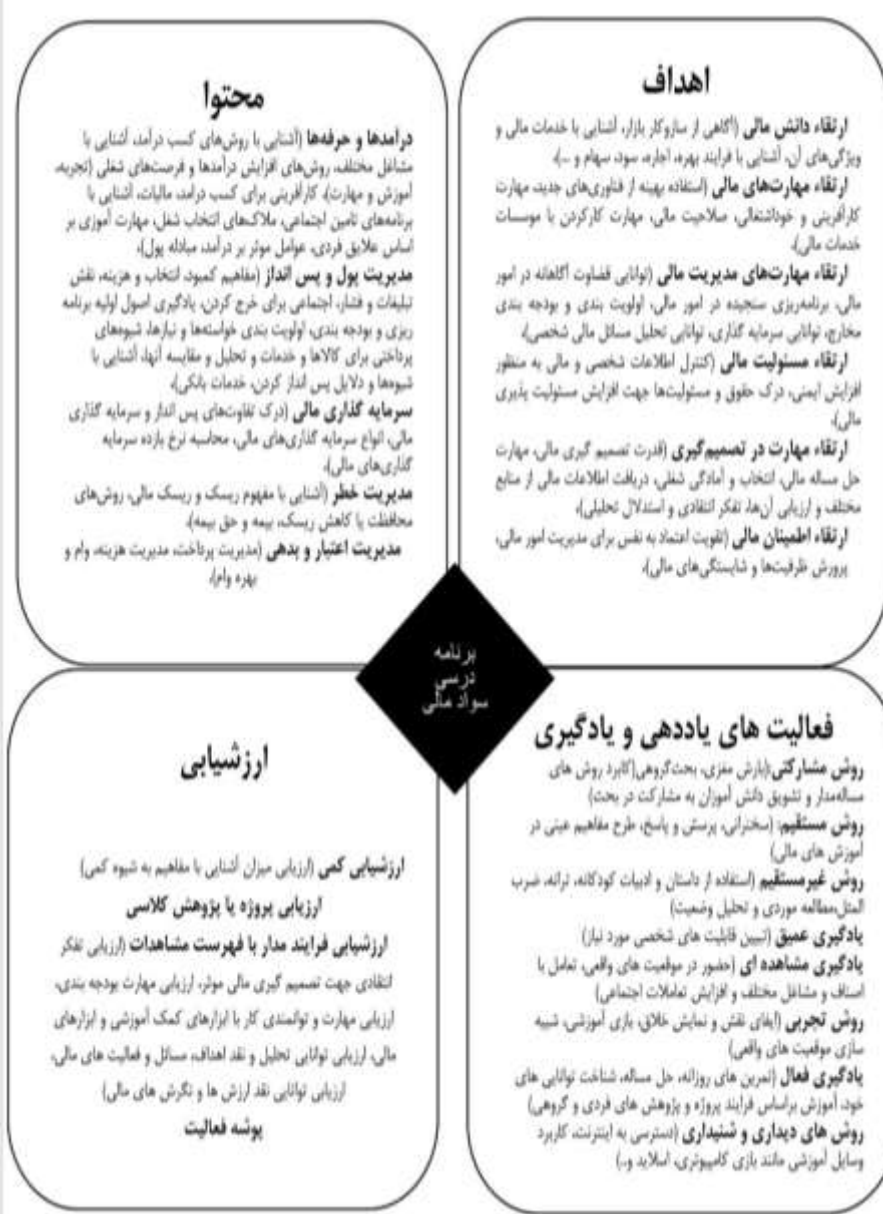 اهداف
ارتقاء دانش مالی (آگاهی از سازوکار بازار، آشنایی با خدمات مالی و
ویژگی‌های آن، آشنایی با فرایند بهره، اجاره، سود، سهام و ...)،
ارتقاء مهارت‌های مالی (استفاده بهینه از فناوری‌های جدید، مهارت
کارآفرینی و خوداشتغالی، صلاحیت مالی، مهارت کارکردن با موسسات
خدمات مالی)،
ارتقاء مهارت‌های مدیریت مالی (توانایی قضاوت آگاهانه در امور
مالی، برنامه‌ریزی سنجیده در امور مالی، اولویت بندی و بودجه بندی
مخارج، توانایی سرمایه گذاری، توانایی تحلیل مسائل مالی شخصی)،
ارتقاء مسئولیت مالی (کنترل اطلاعات شخصی و مالی به منظور
افزایش ایمنی، درک حقوق و مسئولیت‌ها جهت افزایش مسئولیت پذیری
مالی)،
ارتقاء مهارت در تصمیم‌گیری (قدرت تصمیم گیری مالی، مهارت
حل مساله مالی، انتخاب و آمادگی شغلی، دریافت اطلاعات مالی از منابع
مختلف و ارزیابی آن‌ها، تفکر انتقادی و استدلال تحلیلی)،
ارتقاء اطمینان مالی (تقویت اعتماد به نفس برای مدیریت امور مالی،
پرورش ظرفیت‌ها و شایستگی‌های مالی)،
محتوا
درآمدها و حرفه‌ها (آشنایی با روش‌های کسب درآمد، آشنایی با
مشاغل مختلف، روش‌های افزایش درآمدها و فرصت‌های شغلی (تجربه،
آموزش و مهارت)، کارآفرینی برای کسب درامد، مالیات، آشنایی با
برنامه‌های تامین اجتماعی، ملاک‌های انتخاب شغل، مهارت آموزی بر
اساس علایق فردی، عوامل موثر بر درآمد، مبادله پول)،
مدیریت پول و پس انداز (مفاهیم کمبود، انتخاب و هزینه، نقش
تبلیغات و فشار، اجتماعی برای خرج کردن، یادگیری اصول اولیه برنامه
ریزی و بودجه بندی، اولویت بندی خواسته‌ها و نیازها، شیوه‌های
پرداختی برای کالاها و خدمات و تحلیل و مقایسه آنها، آشنایی با
شیوه‌ها و دلایل پس انداز کردن، خدمات بانکی)،
سرمایه گذاری مالی (درک تفاوت‌های پس انداز و سرمایه گذاری
مالی، انواع سرمایه گذاری‌های مالی، محاسبه نرخ بازده سرمایه
گذاری‌های مالی)،
مدیریت خطر (آشنایی با مفهوم ریسک و ریسک مالی، روش‌های
محافظت یا کاهش ریسک، بیمه و حق بیمه)،
مدیریت اعتبار و بدهی (مدیریت پرداخت، مدیریت هزینه، وام و
بهره وام)،
برنامه
درسی
سواد مالی
فعالیت های یاددهی و یادگیری
روش مشارکتی:(بارش مغزی، بحث‌گروهی(کابرد روش های
مساله‌مدار و تشویق دانش آموزان به مشارکت در بحث)
روش مستقیم: (سخنرانی، پرسش و پاسخ، طرح مفاهیم عینی در
آموزش های مالی)
روش غیرمستقیم (استفاده از داستان و ادبیات کودکانه، ترانه، ضرب
المثل،مطالعه موردی و تحلیل وضعیت)
یادگیری عمیق (تبیین قابلیت های شخصی مورد نیاز)
یادگیری مشاهده ای (حضور در موقعیت های واقعی، تعامل با
اصناف و مشاغل مختلف و افزایش تعاملات اجتماعی)
روش تجربی (ایفای نقش و نمایش خلاق، بازی آموزشی، شبیه
سازی موقعیت های واقعی)
یادگیری فعال (تمرین های روزانه، حل مساله، شناخت توانایی های
خود، آموزش براساس فرایند پروژه و پژوهش های فردی و گروهی)
روش های دیداری و شنیداری (دسترسی به اینترنت، کاربرد
وسایل آموزشی مانند بازی کامپیوتری، اسلاید و..)
ارزشیابی
ارزشیابی کمی (ارزیابی میزان آشنایی با مفاهیم به شیوه کمی)
ارزیابی پروژه یا پژوهش کلاسی
ارزشیابی فرایند مدار با فهرست مشاهدات (ارزیابی تفکر
انتقادی جهت تصمیم گیری مالی موثر، ارزیابی مهارت بودجه بندی،
ارزیابی مهارت و توانمندی کار با ابزارهای کمک آموزشی و ابزارهای
مالی، ارزیابی توانایی تحلیل و نقد اهداف، مسائل و فعالیت های مالی،
ارزیابی توانایی نقد ارزش ها و نگرش های مالی)
پوشه فعالیت